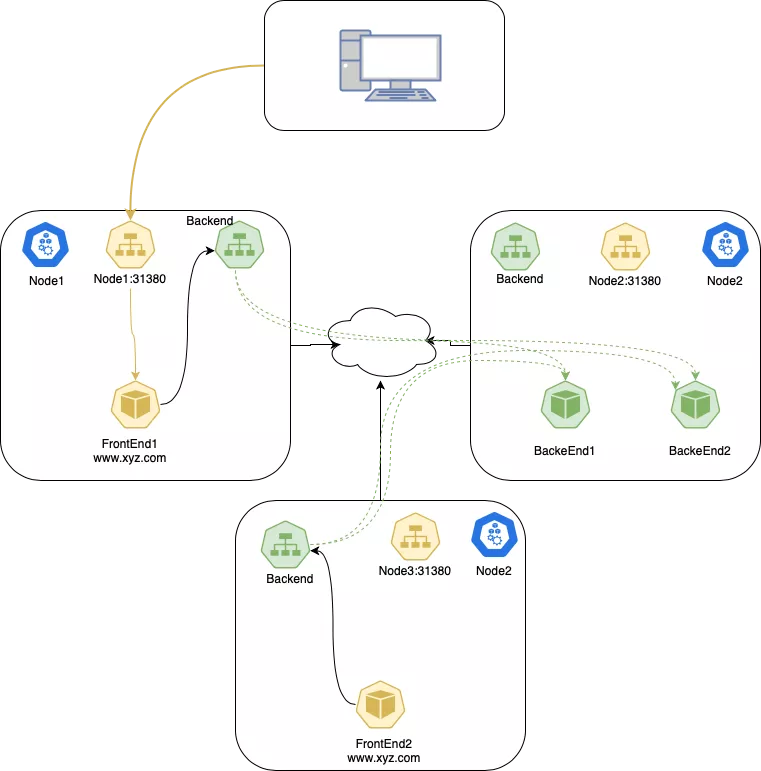 Backend
Node1
Node1:31380
FrontEnd1
www.xyz.com
Backend
Node2:31380
Node2
BackeEnd1
BackeEnd2
Backend
Node3:31380
Node2
FrontEnd2
www.xyz.com